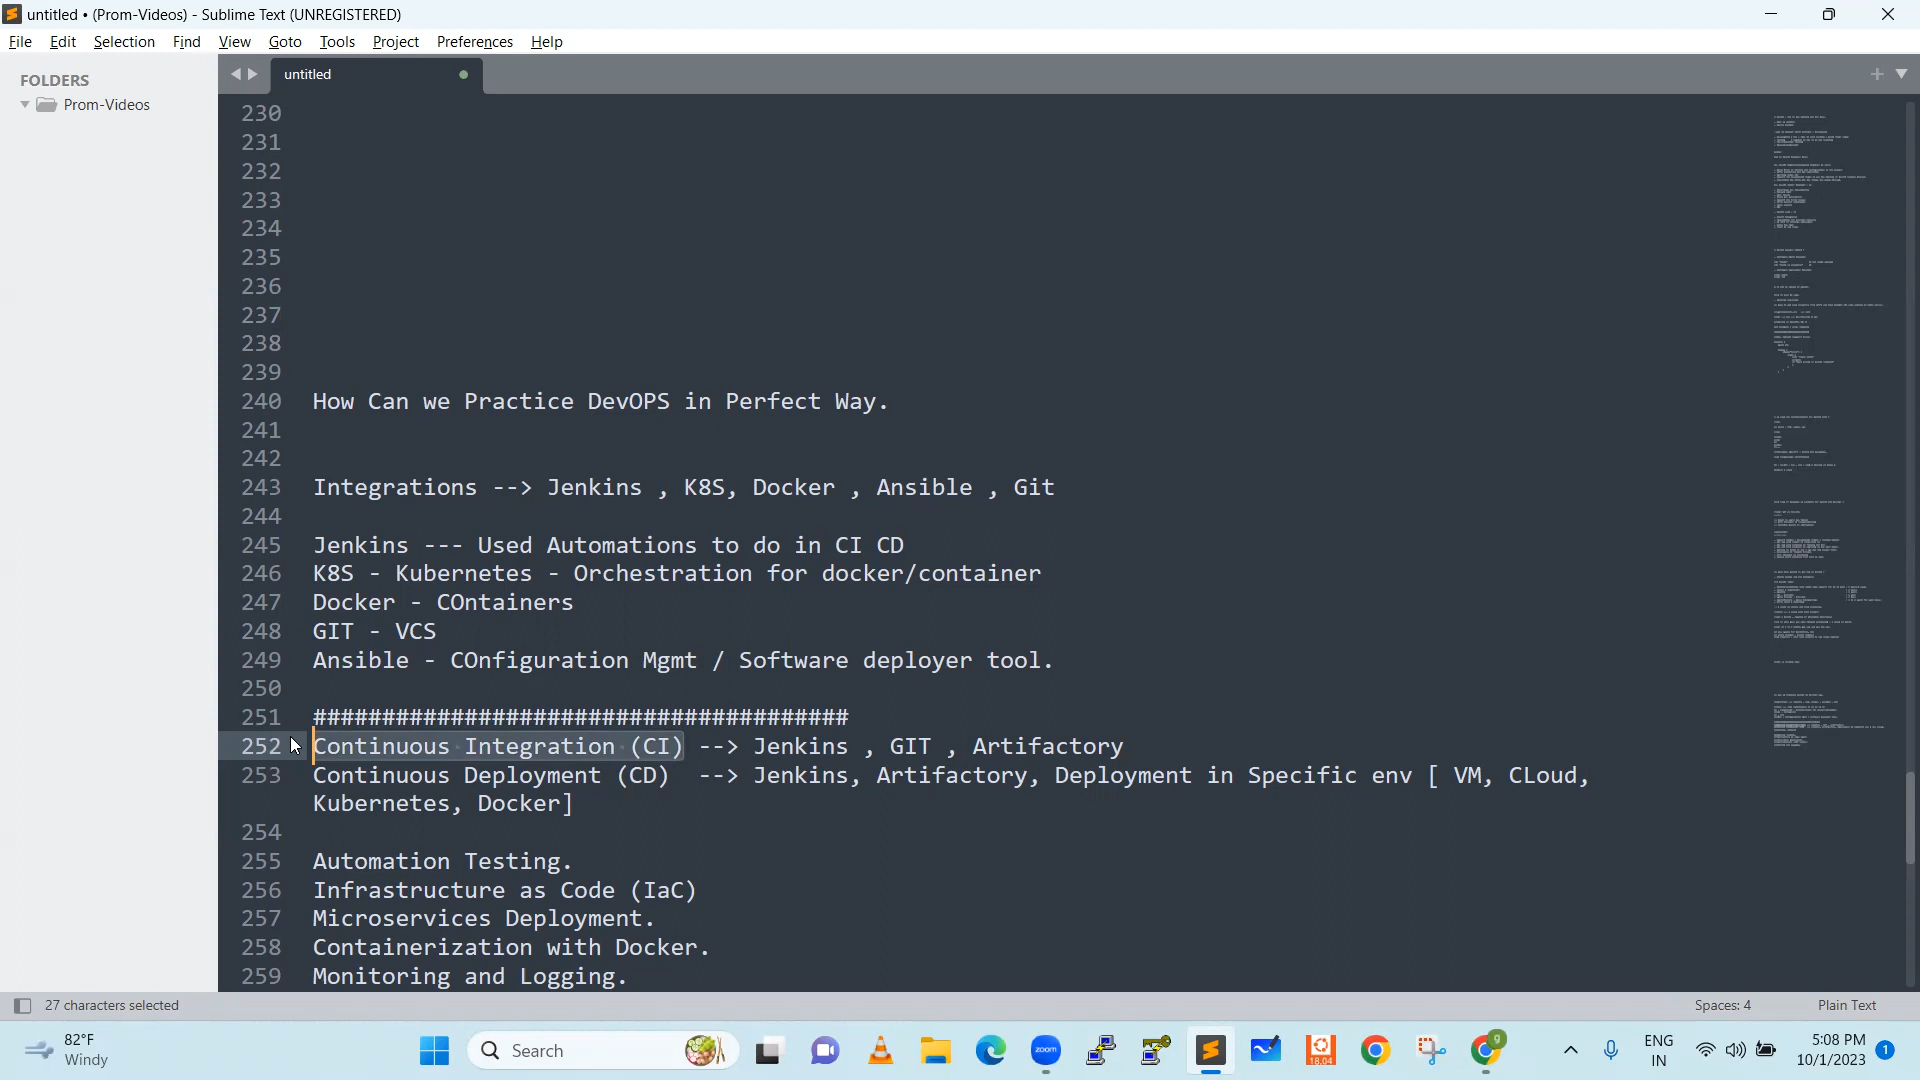 untitled • (Prom-Videos) - Sublime Text (UNREGISTERED)
File Edit Selection Find View Goto Tools Project Preferences Help
FOLDERS
Prom-Videos
untitled
230
231
232
233
234
235
236
237
238
239
240 How Can we Practice DevOPS in Perfect Way.
241
242
243 Integrations --> Jenkins , K8S, Docker , Ansible , Git
244
245 Jenkins --- Used Automations to do in CI CD
246 K8S - Kubernetes - Orchestration for docker/container
247 Docker - COntainers
248 GIT - VCS
249 Ansible - COnfiguration Mgmt / Software deployer tool.
250
251 #######################################
252 Continuous Integration (CI) --> Jenkins , GIT , Artifactory
253 Continuous Deployment (CD)  --> Jenkins, Artifactory, Deployment in Specific env [ VM, CLoud,
Kubernetes, Docker]
254
255 Automation Testing.
256 Infrastructure as Code (IaC)
257 Microservices Deployment.
258 Containerization with Docker.
259 Monitoring and Logging.
27 characters selected
Spaces: 4
Plain Text
82°F
Windy
Search
zoom
18.04
g
ENG
IN
5:08 PM
10/1/2023
1